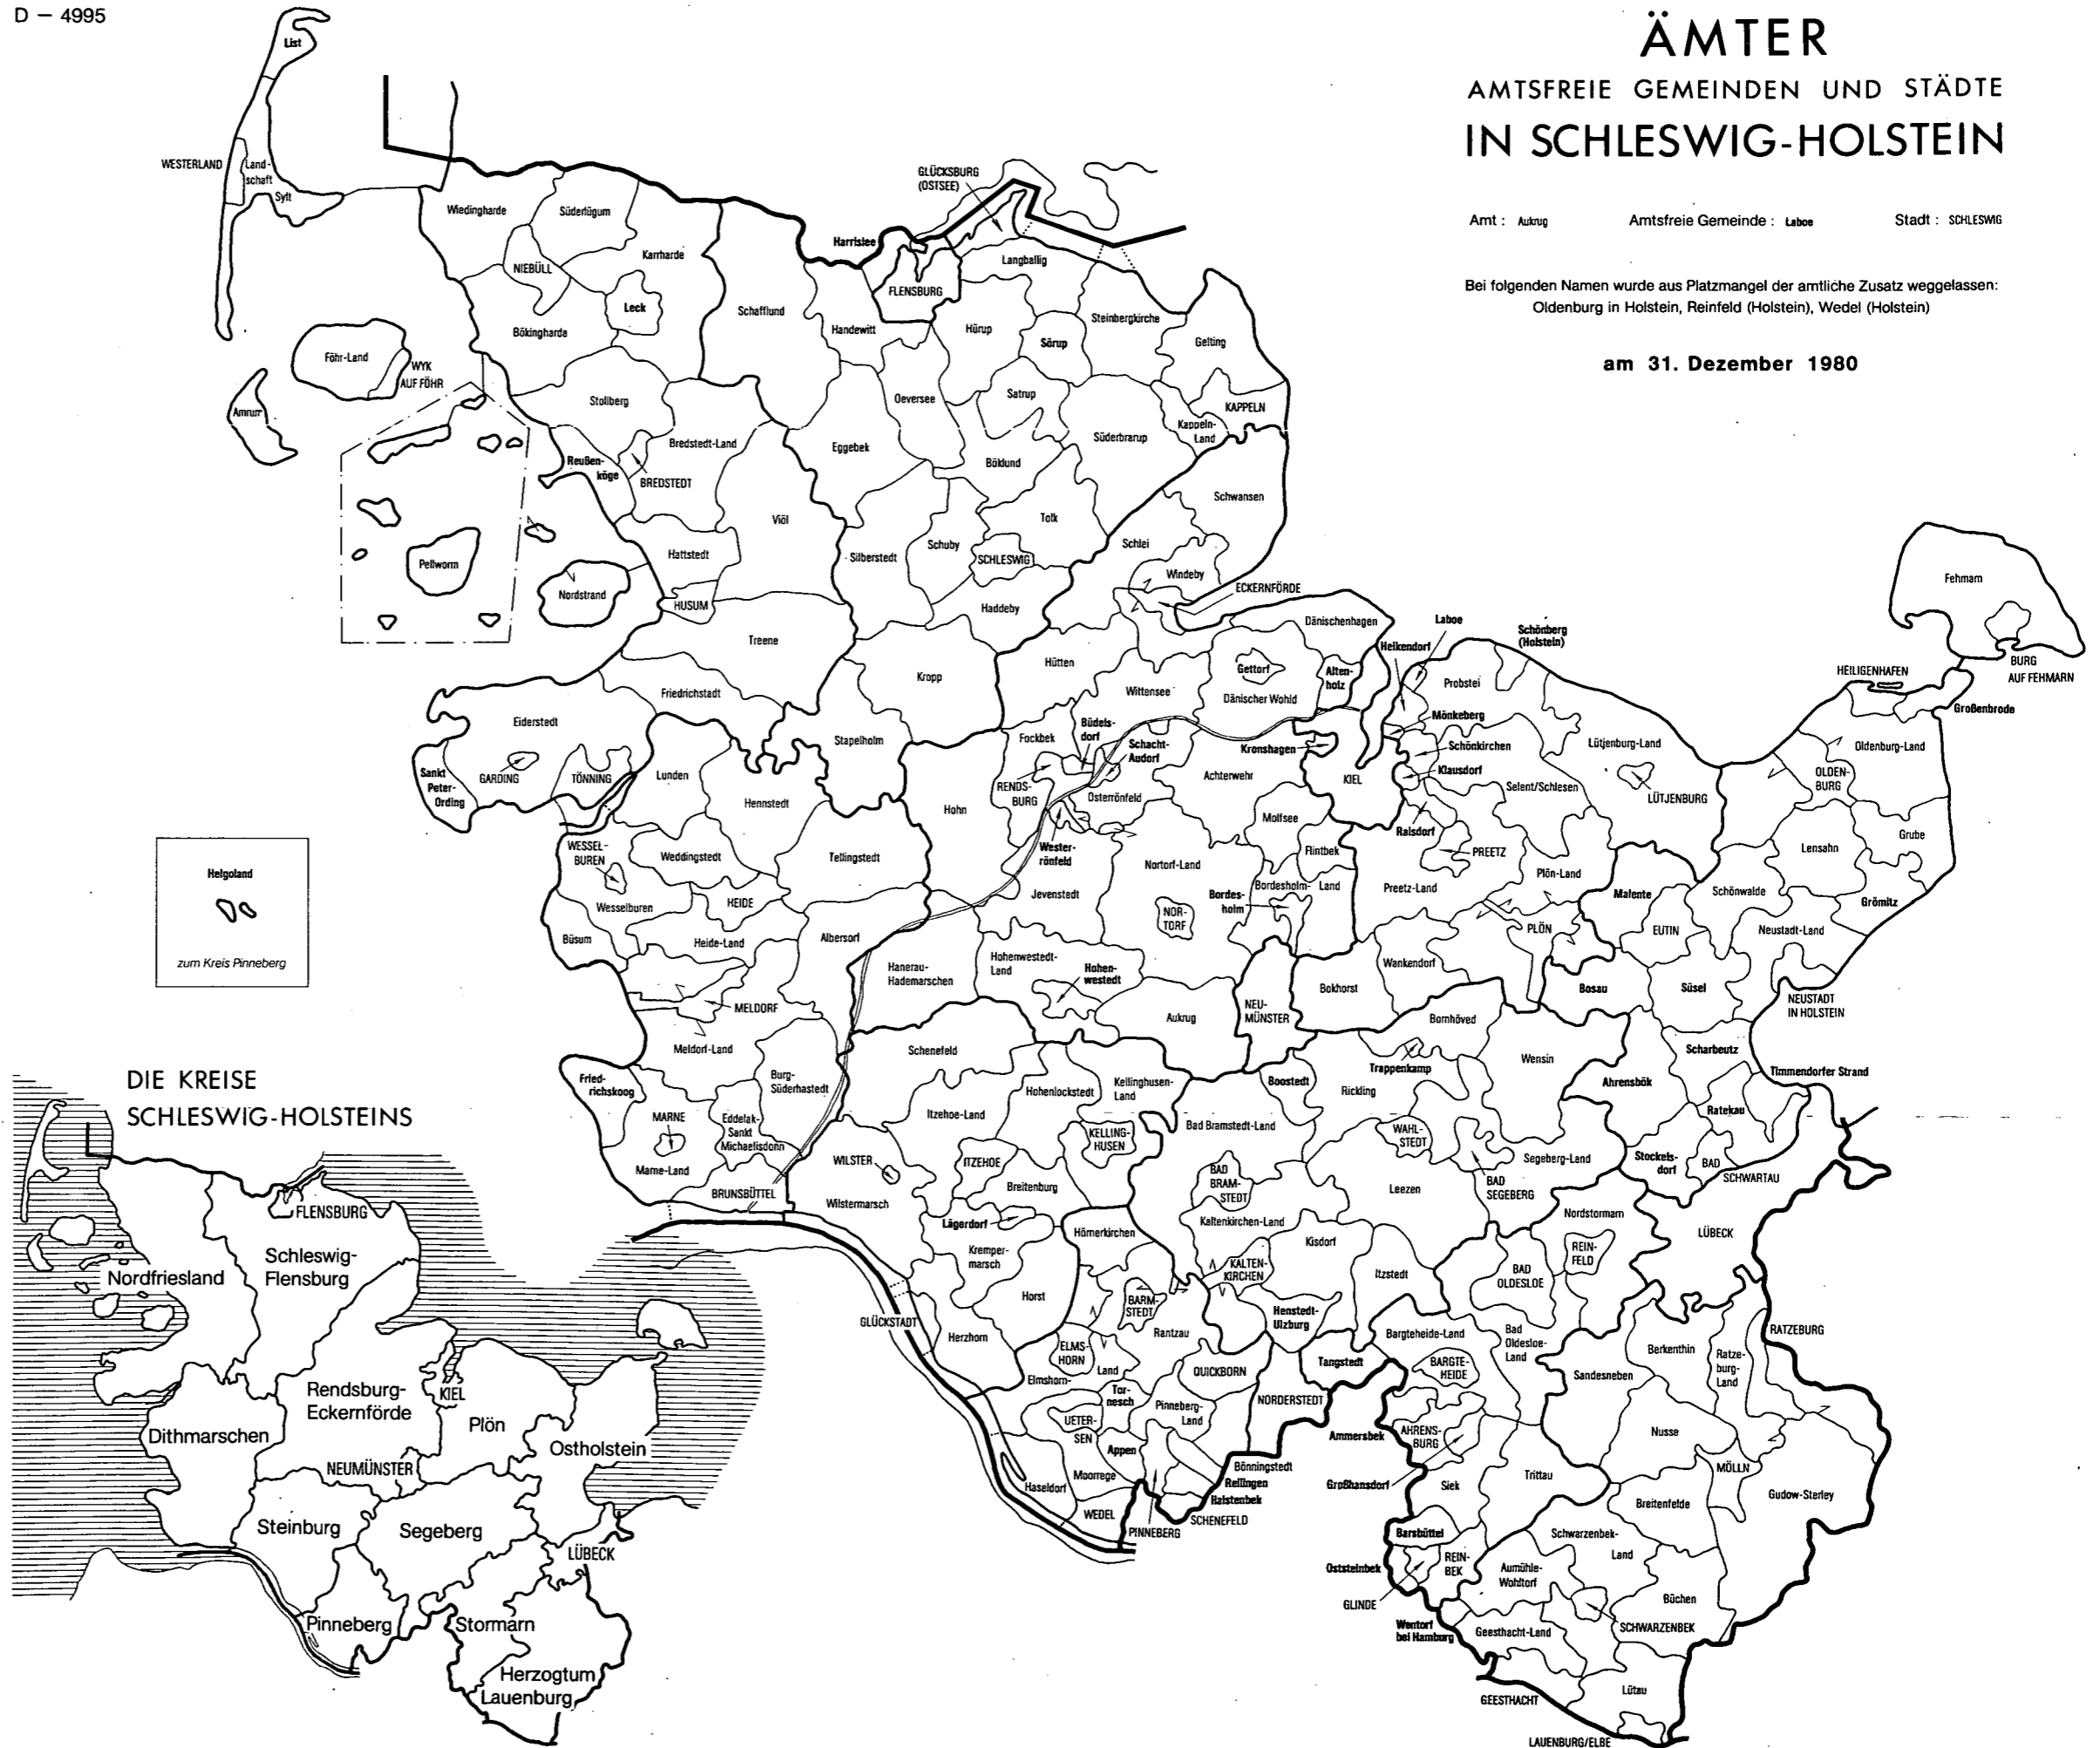 D – 4995
ÄMTER
AMTSFREIE GEMEINDEN UND STÄDTE
IN SCHLESWIG-HOLSTEIN
Amt : Aukrug Amtsfreie Gemeinde : Laboe Stadt : SCHLESWIG
Bei folgenden Namen wurde aus Platzmangel der amtliche Zusatz weggelassen:
Oldenburg in Holstein, Reinfeld (Holstein), Wedel (Holstein)
am 31. Dezember 1980
List
WESTERLAND
Land-
schaft
Sylt
Föhr-Land
WYK
AUF FÖHR
Amrum
Pellworm
Nordstrand
Wiedingharde
Süderlügum
Karrharde
NIEBÜLL
Leck
Bökingharde
Stollberg
Bredstedt-Land
Reußen-
köge
BREDSTEDT
Viöl
Hattstedt
HUSUM
Treene
Friedrichstadt
Eiderstedt
GARDING
TÖNNING
Sankt
Peter-
Ording
Harrislee
GLÜCKSBURG
(OSTSEE)
FLENSBURG
Langballig
Schafflund
Handewitt
Hürup
Sörup
Steinbergkirche
Gelting
Oeversee
Satrup
KAPPELN
Kappeln-
Land
Süderbrarup
Eggebek
Böklund
Tolk
Schuby
SCHLESWIG
Silberstedt
Haddeby
Kropp
Stapelholm
Schwansen
Schlei
Windeby
ECKERNFÖRDE
Dänischenhagen
Hütten
Wittensee
Gettorf
Alten-
holz
Dänischer Wohld
Fockbek
Büdels-
dorf
Schacht-
Audorf
RENDS-
BURG
Osterrönfeld
Wester-
rönfeld
Hohn
Achterwehr
Kronshagen
KIEL
Molfsee
Flintbek
Nortorf-Land
NOR-
TORF
Jevenstedt
Bordes-
holm
Bordesholm-
Land
Hanerau-
Hademarschen
Hohenwestedt-
Land
Hohen-
westedt
Aukrug
NEU-
MÜNSTER
Heikendorf
Laboe
Schönberg
(Holstein)
Probstei
Mönkeberg
Schönkirchen
Klausdorf
Selent/Schlesen
Lütjenburg-Land
LÜTJENBURG
Raisdorf
PREETZ
Preetz-Land
Plön-Land
PLÖN
Wankendorf
Bokhorst
Fehmarn
BURG
AUF FEHMARN
HEILIGENHAFEN
Großenbrode
Oldenburg-Land
OLDEN-
BURG
Grube
Lensahn
Schönwalde
Grömitz
Malente
EUTIN
Neustadt-Land
NEUSTADT
IN HOLSTEIN
Bosau
Süsel
Scharbeutz
Timmendorfer Strand
Ahrensbök
Ratekau
Stockels-
dorf
BAD
SCHWARTAU
LÜBECK
Lunden
Hennstedt
WESSEL-
BUREN
Weddingstedt
Tellingstedt
Wesselburen
HEIDE
Büsum
Heide-Land
Albersorf
MELDORF
Meldorf-Land
Burg-
Süderhastedt
Fried-
richskoog
MARNE
Eddelak-
Sankt
Michaelisdonn
Marne-Land
BRUNSBÜTTEL
Helgoland
zum Kreis Pinneberg
Schenefeld
Hohenlockstedt
Kellinghusen-
Land
Itzehoe-Land
KELLING-
HUSEN
WILSTER
ITZEHOE
Breitenburg
Wilstermarsch
Lägerdorf
Kremper-
marsch
Horst
GLÜCKSTADT
Herzhorn
Bornhöved
Trappenkamp
Wensin
Boostedt
Rickling
Bad Bramstedt-Land
WAHL-
STEDT
Segeberg-Land
BAD
SEGEBERG
BAD
BRAM-
STEDT
Leezen
Kaltenkirchen-Land
Kisdorf
KALTEN-
KIRCHEN
Itzstedt
Henstedt-
Ulzburg
NORDERSTEDT
Hörnerkirchen
BARM-
STEDT
Rantzau
ELMS-
HORN
Elmshorn-
Land
QUICKBORN
Tor-
nesch
Pinneberg-
Land
UETER-
SEN
Appen
Bönningstedt
Rellingen
Halstenbek
SCHENEFELD
PINNEBERG
Moorrege
Haseldorf
WEDEL
Nordstormarn
REIN-
FELD
BAD
OLDESLOE
Bad
Oldesloe-
Land
Bargteheide-Land
BARGTE-
HEIDE
Tangstedt
Ammersbek
AHRENS-
BURG
Großhansdorf
Siek
Trittau
Barsbüttel
Oststeinbek
REIN-
BEK
GLINDE
Wentorf
bei Hamburg
RATZEBURG
Berkenthin
Ratze-
burg-
Land
Sandesneben
Nusse
MÖLLN
Gudow-Sterley
Breitenfelde
Schwarzenbek-
Land
Aumühle-
Wohltorf
Büchen
SCHWARZENBEK
Geesthacht-Land
GEESTHACHT
Lütau
LAUENBURG/ELBE
DIE KREISE
SCHLESWIG-HOLSTEINS
FLENSBURG
Schleswig-
Flensburg
Nordfriesland
Rendsburg-
Eckernförde
KIEL
Plön
Ostholstein
Dithmarschen
NEUMÜNSTER
Steinburg
Segeberg
LÜBECK
Pinneberg
Stormarn
Herzogtum
Lauenburg